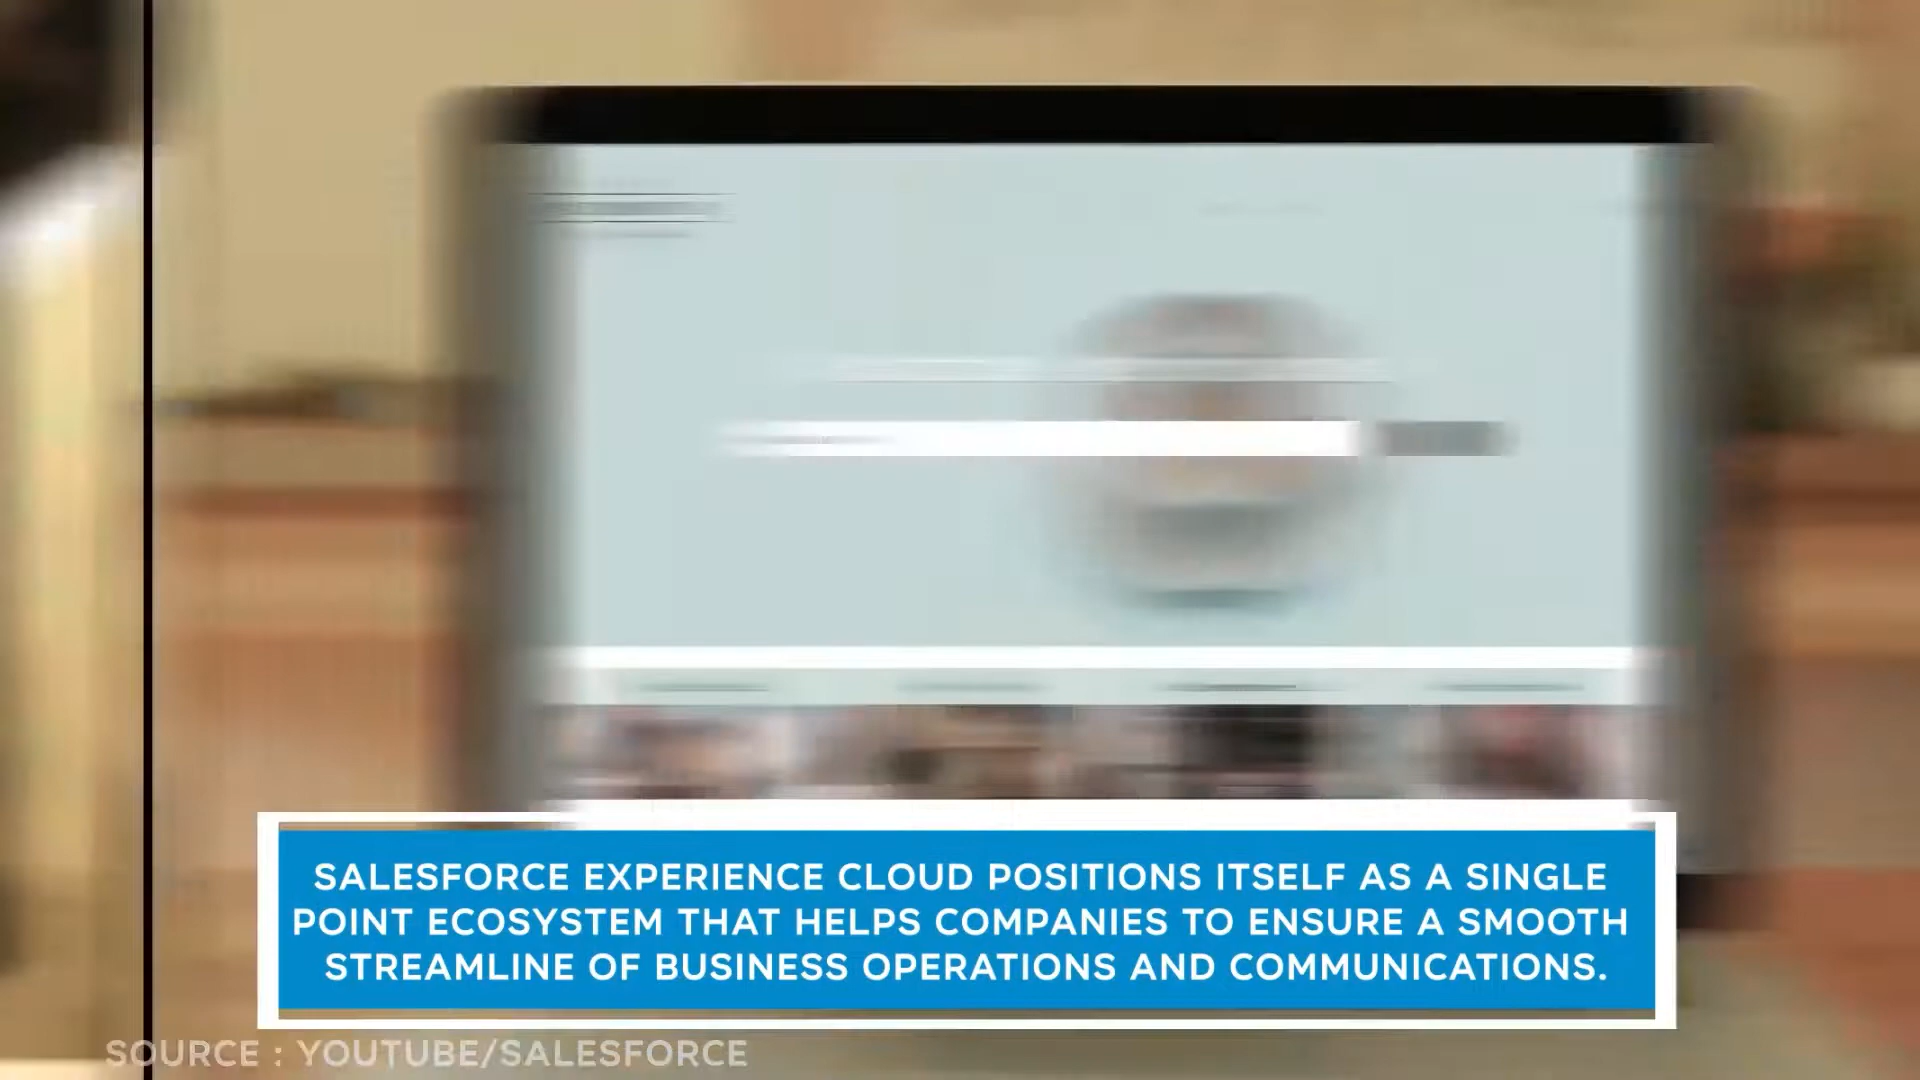 SALESFORCE EXPERIENCE CLOUD POSITIONS ITSELF AS A SINGLE
POINT ECOSYSTEM THAT HELPS COMPANIES TO ENSURE A SMOOTH
STREAMLINE OF BUSINESS OPERATIONS AND COMMUNICATIONS.
SOURCE : YOUTUBE/SALESFORCE